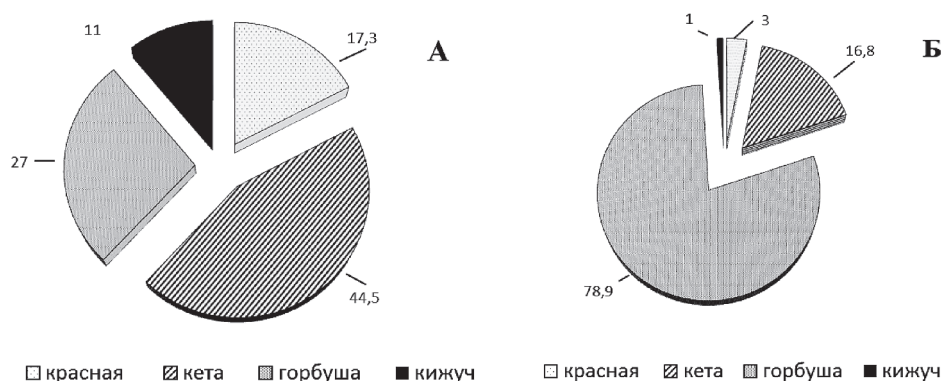 11
17,3
А
27
44,5
красная кета горбуша кижуч
1
3
16,8
Б
78,9
красная кета горбуша кижуч